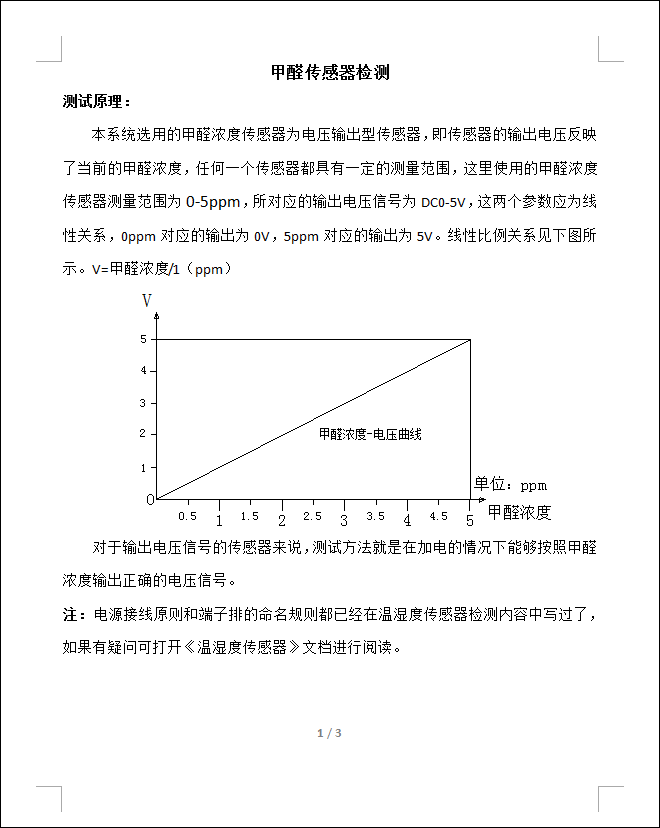 甲醛传感器检测
测试原理：
本系统选用的甲醛浓度传感器为电压输出型传感器，即传感器的输出电压反映
了当前的甲醛浓度，任何一个传感器都具有一定的测量范围，这里使用的甲醛浓度
传感器测量范围为 0-5ppm，所对应的输出电压信号为 DC0-5V，这两个参数应为线
性关系，0ppm 对应的输出为 0V，5ppm 对应的输出为 5V。线性比例关系见下图所
示。V=甲醛浓度/1（ppm）
V
5
4
3
2
甲醛浓度-电压曲线
1
单位：ppm
0
0.5 1 1.5 2 2.5 3 3.5 4 4.5 5 甲醛浓度
对于输出电压信号的传感器来说，测试方法就是在加电的情况下能够按照甲醛
浓度输出正确的电压信号。
注：电源接线原则和端子排的命名规则都已经在温湿度传感器检测内容中写过了，
如果有疑问可打开《温湿度传感器》文档进行阅读。
1 / 3